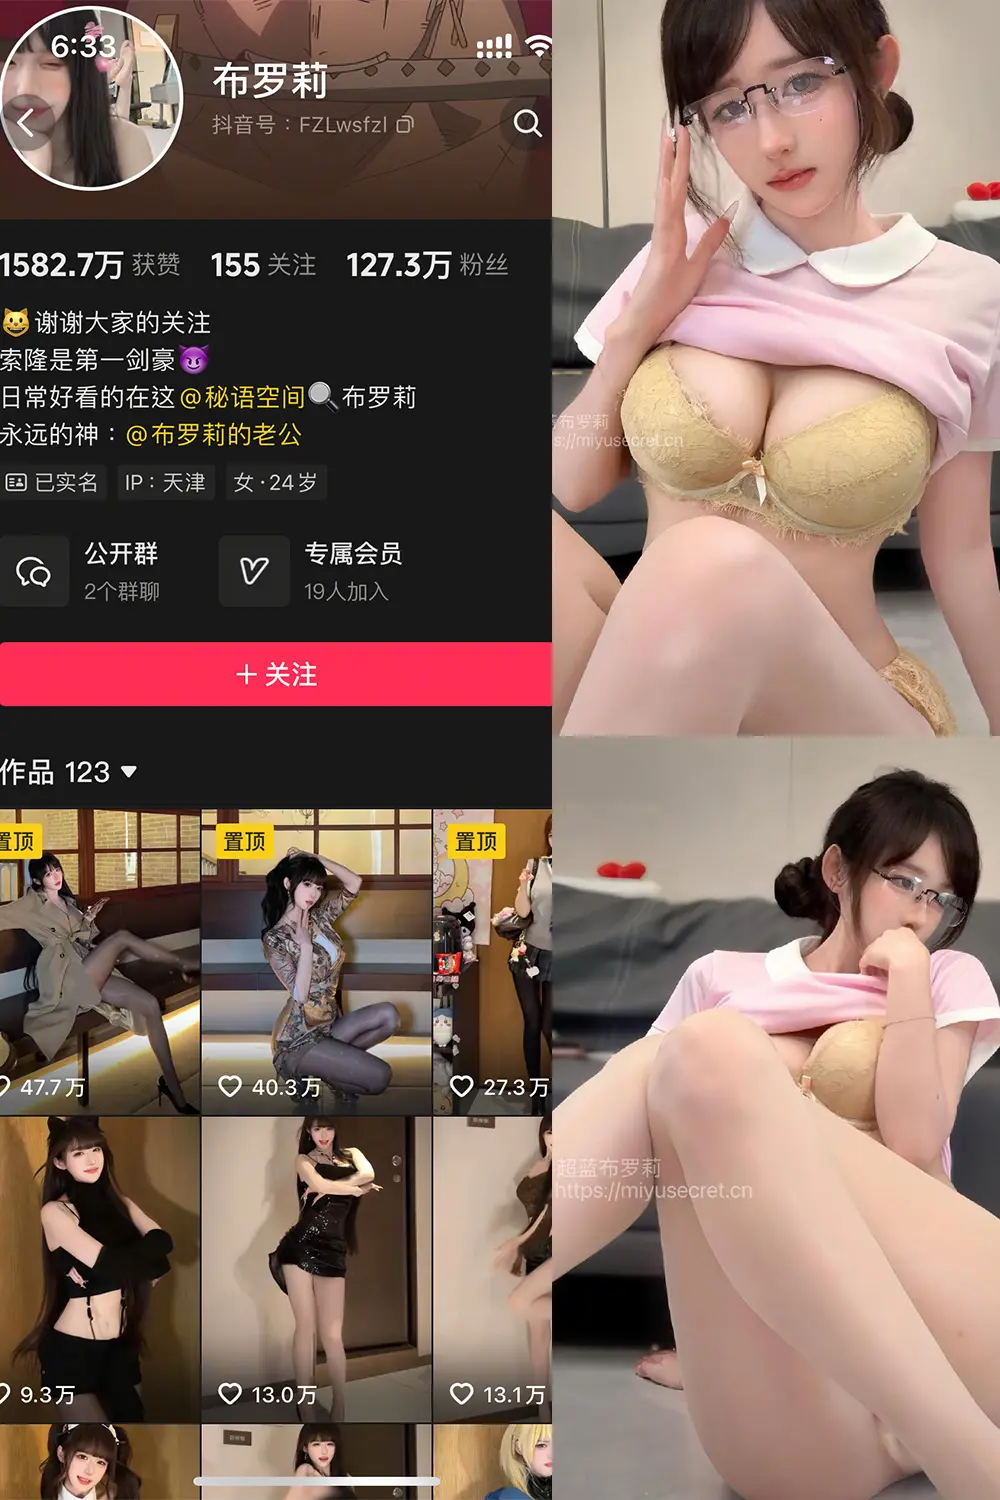 6:33
布罗莉
抖音号：FZLwsfzl
1582.7万 获赞 155 关注 127.3万 粉丝
😺谢谢大家的关注
索隆是第一剑豪😈
日常好看的在这@秘语空间🔍布罗莉
永远的神：@布罗莉的老公
已实名 IP：天津 女·24岁
公开群 专属会员
2个群聊 19人加入
+ 关注
作品 123
置顶 置顶 置顶
47.7万 40.3万 27.3万
9.3万 13.0万 13.1万
布罗莉
s://miyusecret.cn
超蓝布罗莉
https://miyusecret.cn